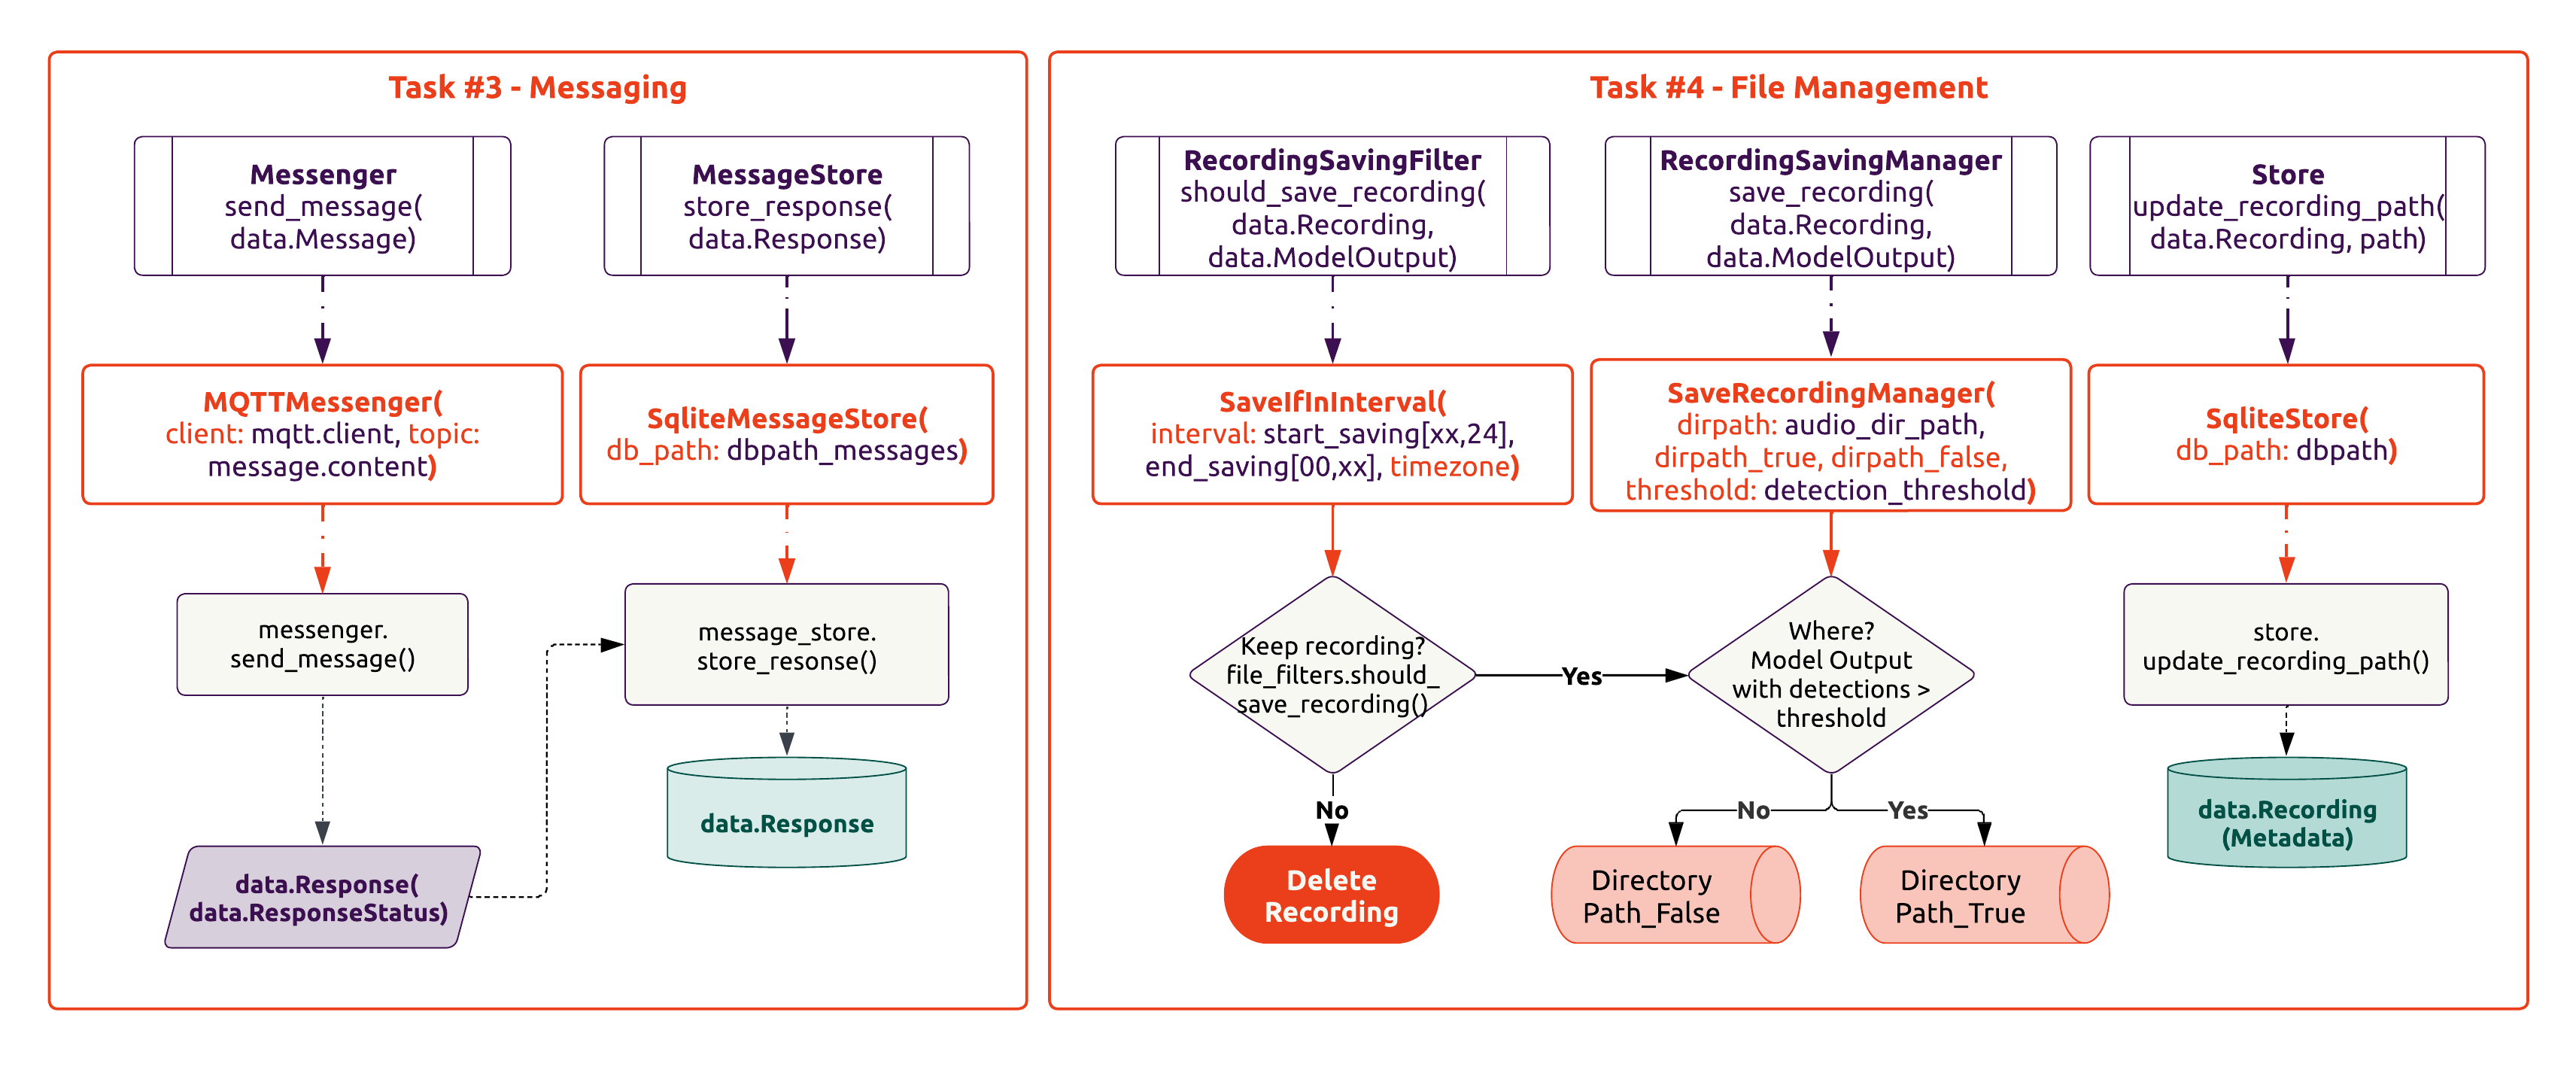 Task #3 - Messaging
Messenger
send_message(
data.Message)
MessageStore
store_response(
data.Response)
MQTTMessenger(
client: mqtt.client, topic:
message.content)
SqliteMessageStore(
db_path: dbpath_messages)
messenger.
send_message()
message_store.
store_resonse()
data.Response(
data.ResponseStatus)
data.Response
Task #4 - File Management
RecordingSavingFilter
should_save_recording(
data.Recording,
data.ModelOutput)
RecordingSavingManager
save_recording(
data.Recording,
data.ModelOutput)
Store
update_recording_path(
data.Recording, path)
SaveIfInInterval(
interval: start_saving[xx,24],
end_saving[00,xx], timezone)
SaveRecordingManager(
dirpath: audio_dir_path,
dirpath_true, dirpath_false,
threshold: detection_threshold)
SqliteStore(
db_path: dbpath)
Keep recording?
file_filters.should_
save_recording()
Yes
Where?
Model Output
with detections >
threshold
store.
update_recording_path()
No
Delete
Recording
No
Yes
Directory
Path_False
Directory
Path_True
data.Recording
(Metadata)